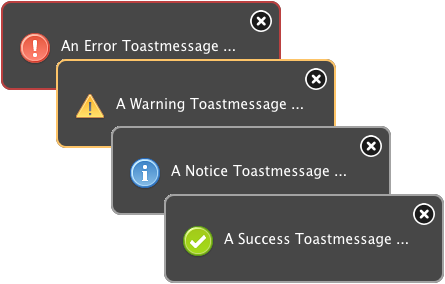 An Error Toastmessage ...
A Warning Toastmessage ...
A Notice Toastmessage ...
A Success Toastmessage ...